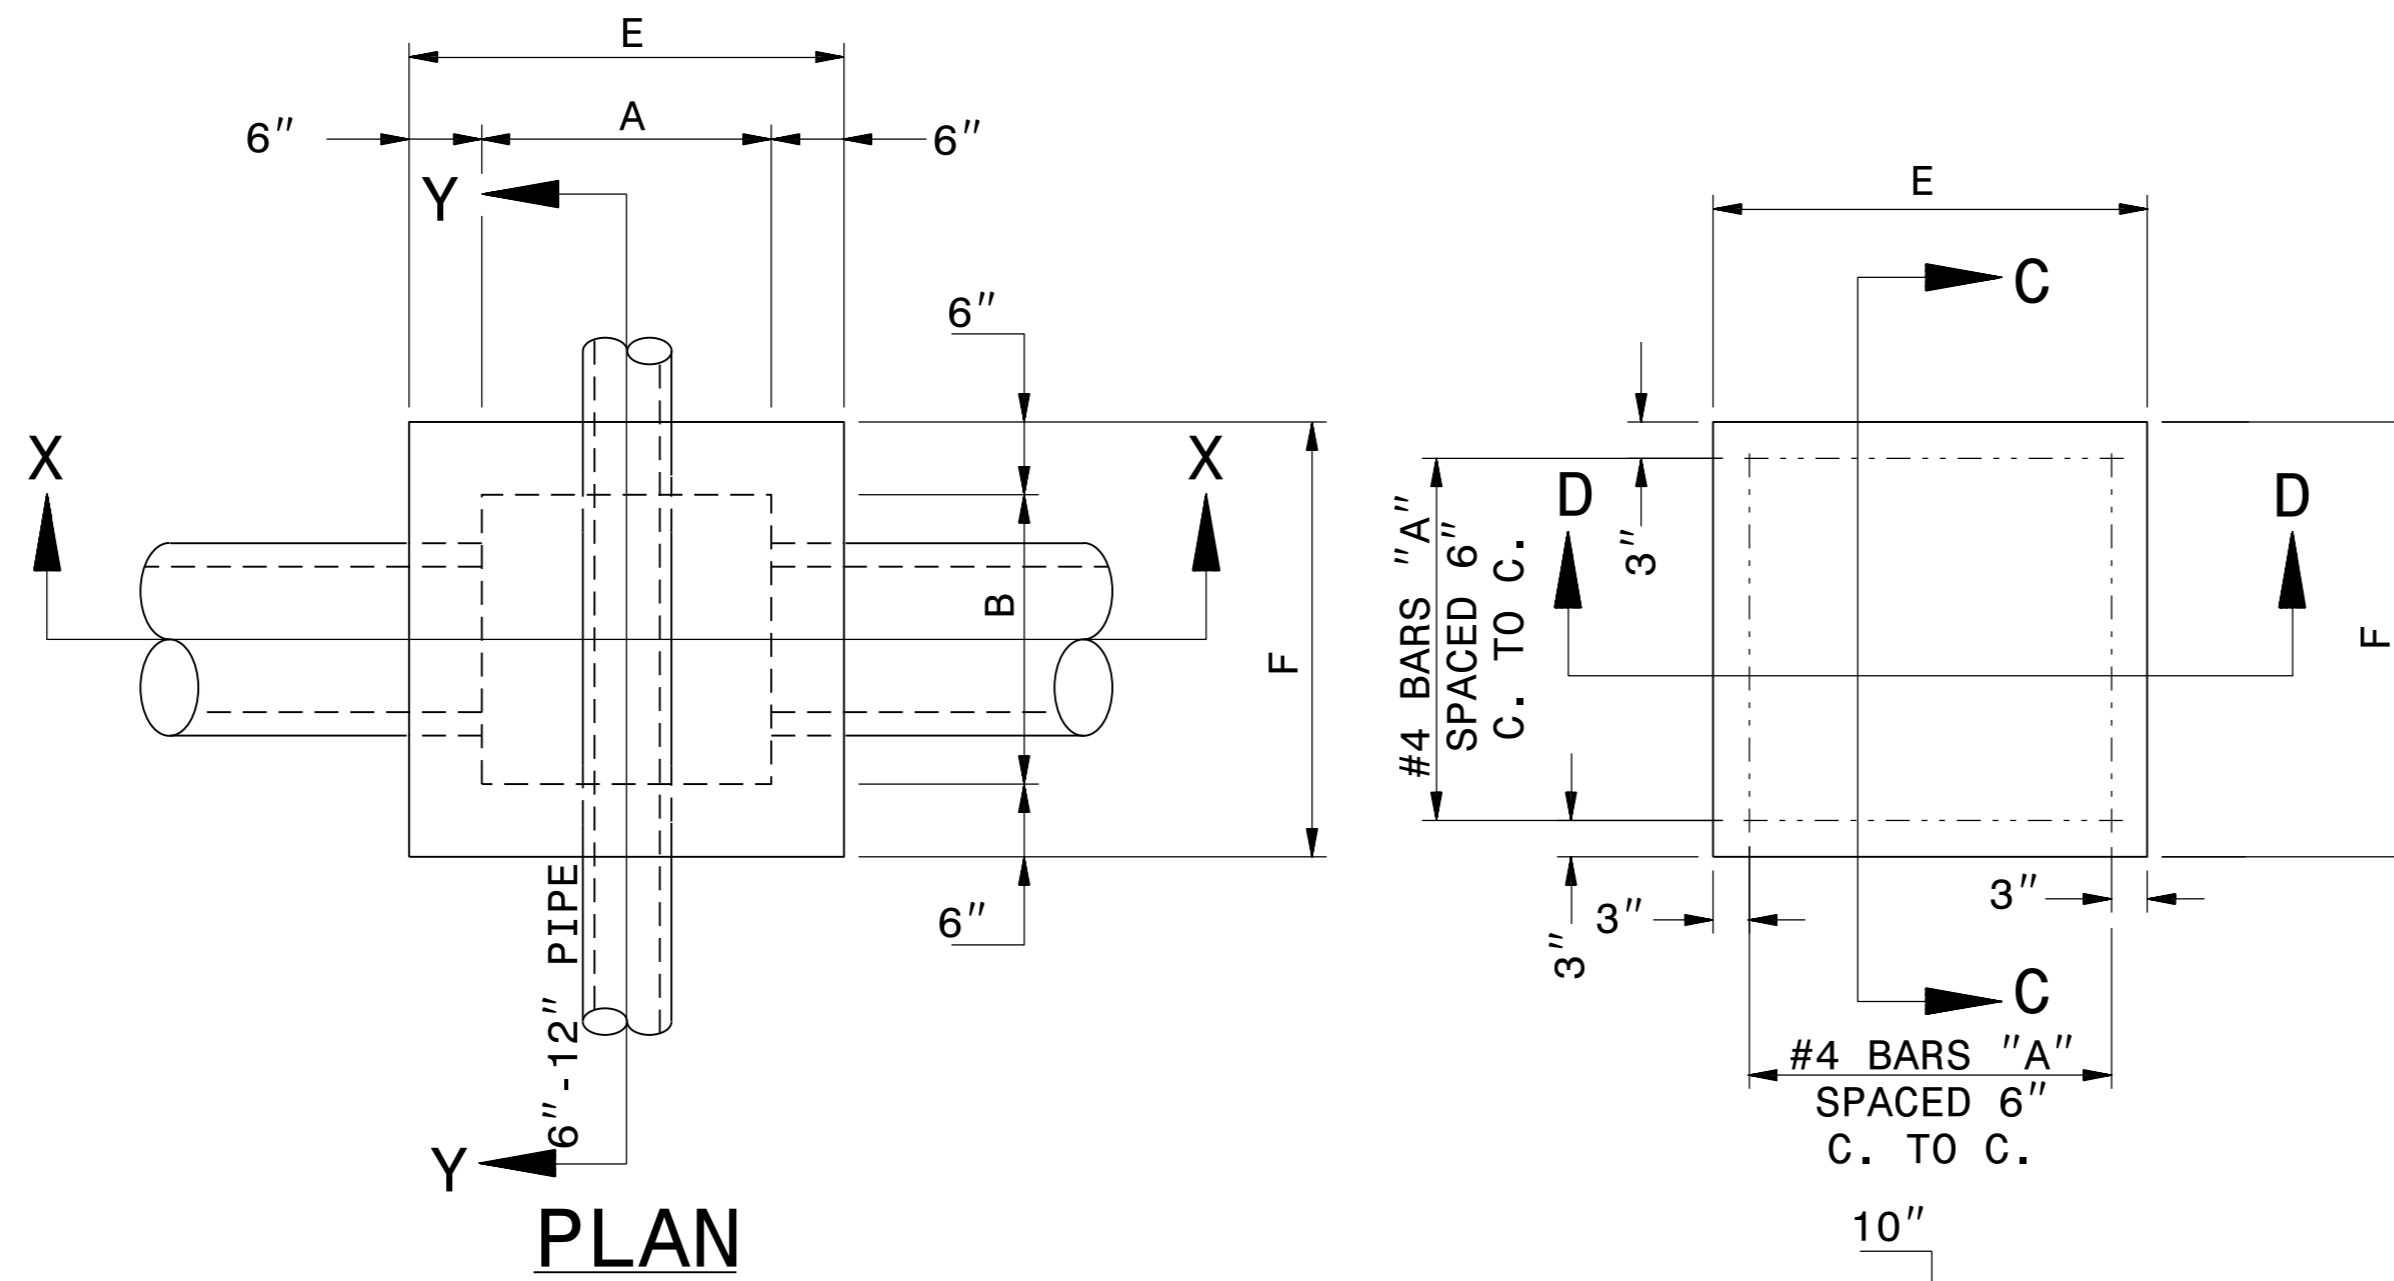 E
A
6"
6"
Y
6"
X
X
B
F
6"
6"-12" PIPE
Y
PLAN
E
C
D
D
#4 BARS "A"
SPACED 6"
C. TO C.
3"
F
3"
3"
3"
C
#4 BARS "A"
SPACED 6"
C. TO C.
10"